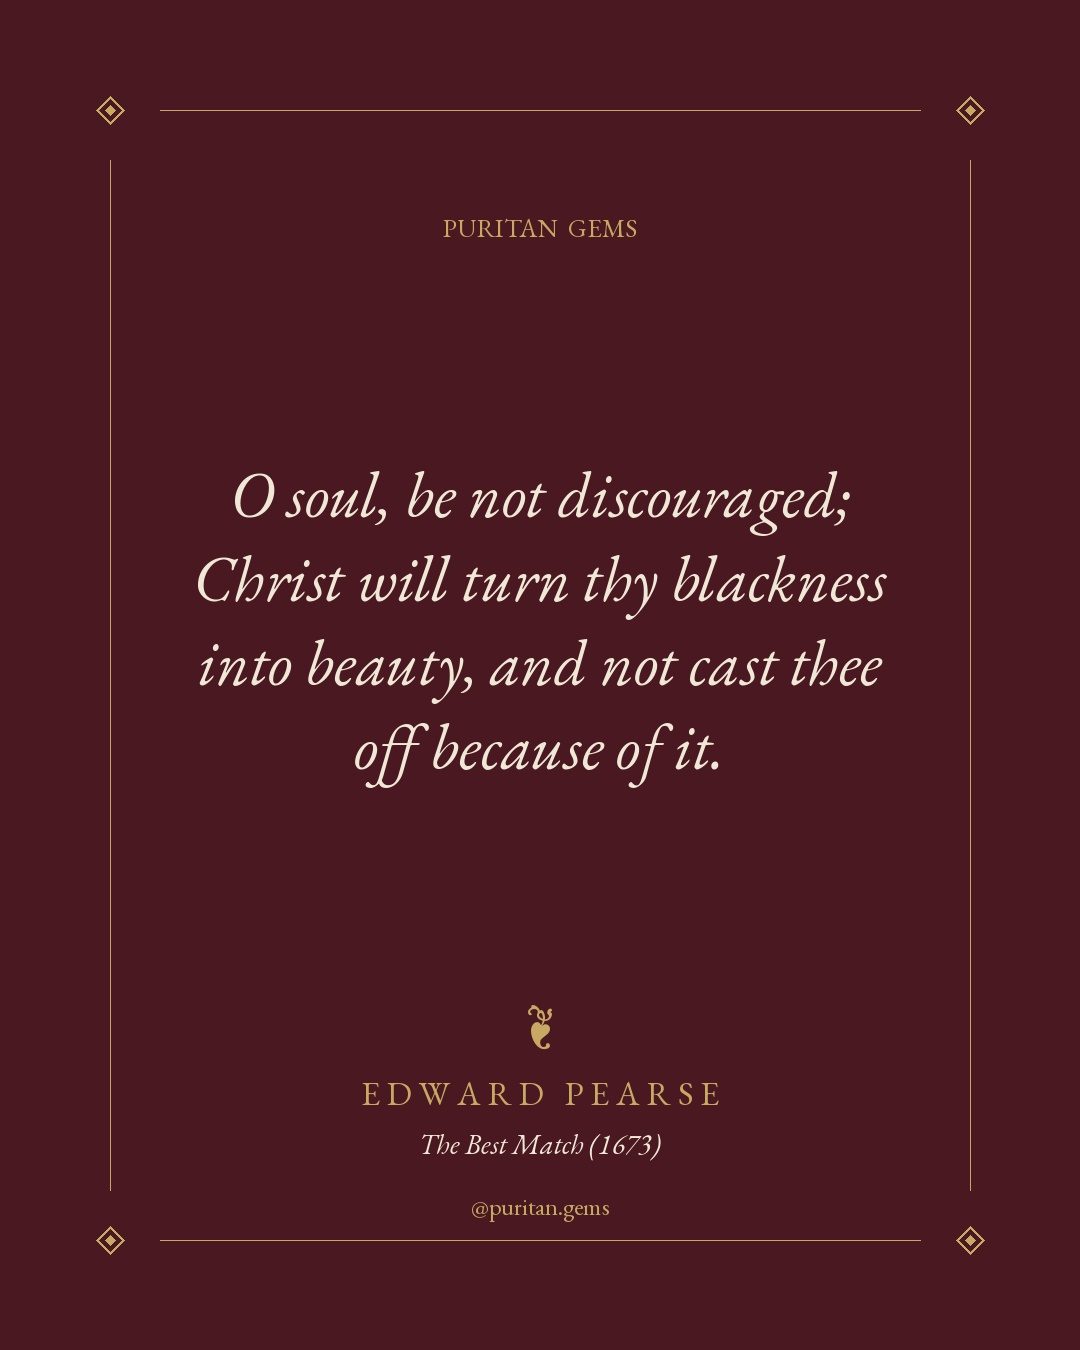 PURITAN GEMS
O soul, be not discouraged;
Christ will turn thy blackness
into beauty, and not cast thee
off because of it.
EDWARD PEARSE
The Best Match (1673)
@puritan.gems